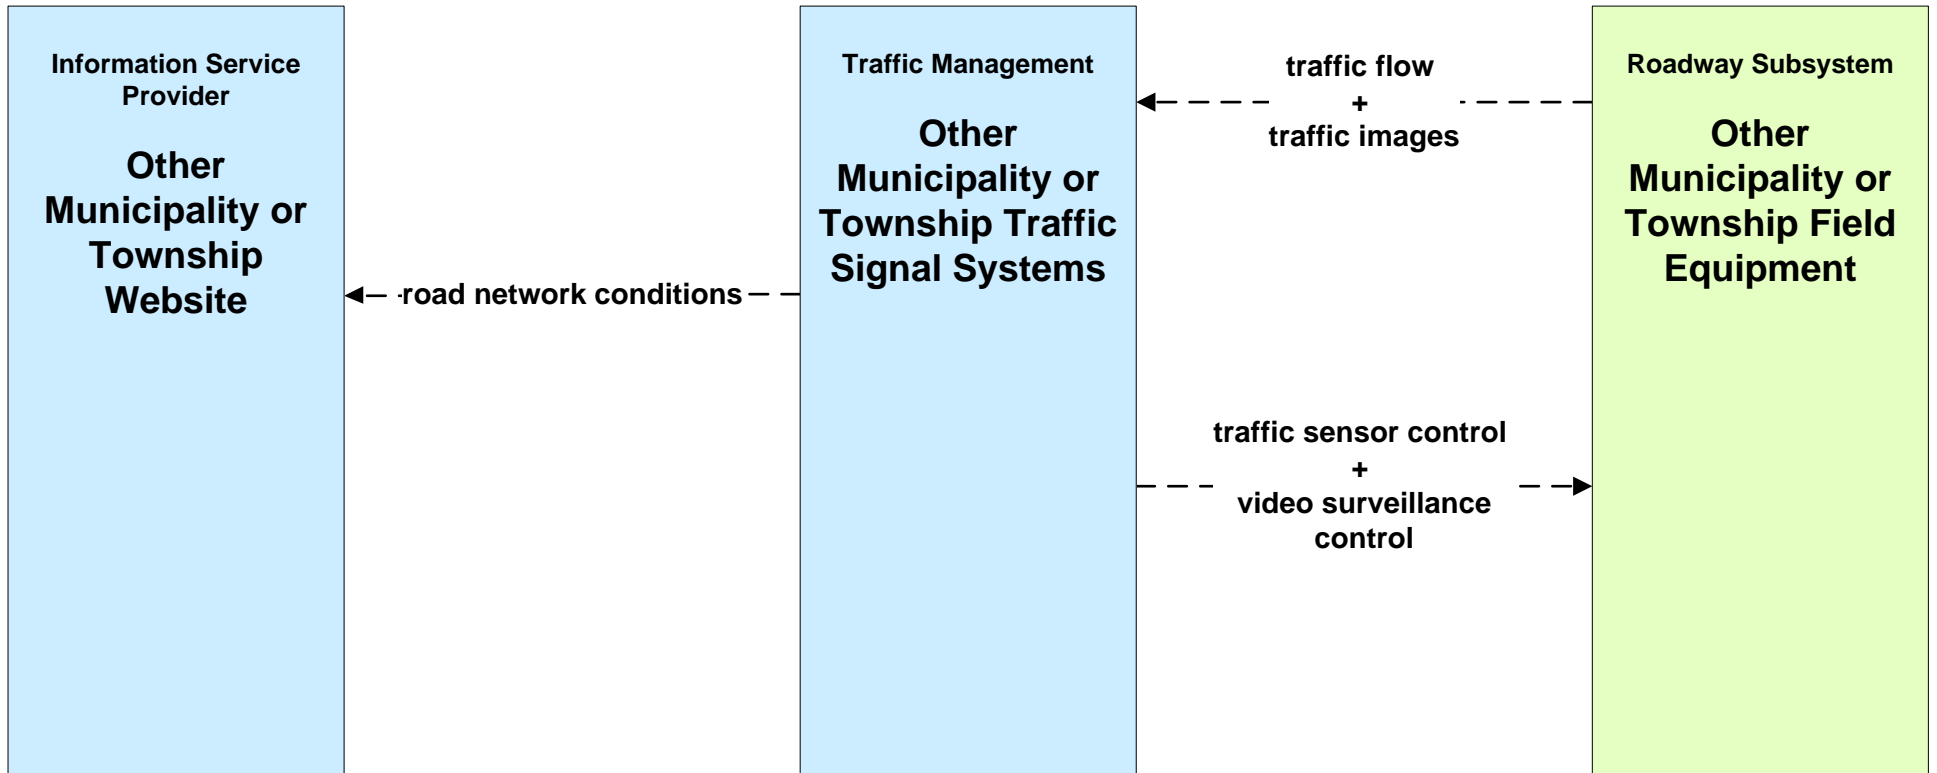 Information Service
Provider
Other
Municipality or
Township
Website
road network conditions
Traffic Management
Other
Municipality or
Township Traffic
Signal Systems
traffic flow
+
traffic images
traffic sensor control
+
video surveillance
control
Roadway Subsystem
Other
Municipality or
Township Field
Equipment